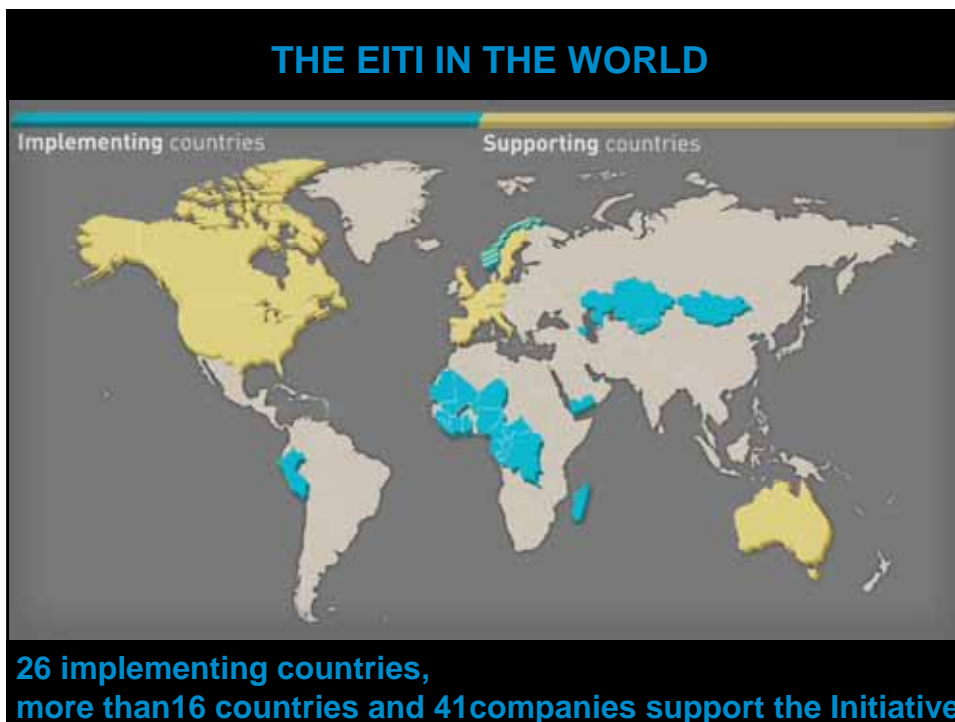 THE EITI IN THE WORLD
Implementing countries
Supporting countries
26 implementing countries,
more than16 countries and 41companies support the Initiative